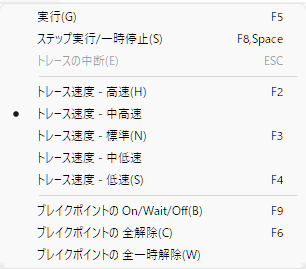 実行(G) F5
ステップ実行/一時停止(S) F8,Space
トレースの中断(E) ESC
トレース速度 - 高速(H) F2
トレース速度 - 中高速
トレース速度 - 標準(N) F3
トレース速度 - 中低速
トレース速度 - 低速(S) F4
ブレイクポイントの On/Wait/Off(B) F9
ブレイクポイントの 全解除(C) F6
ブレイクポイントの 全一時解除(W)